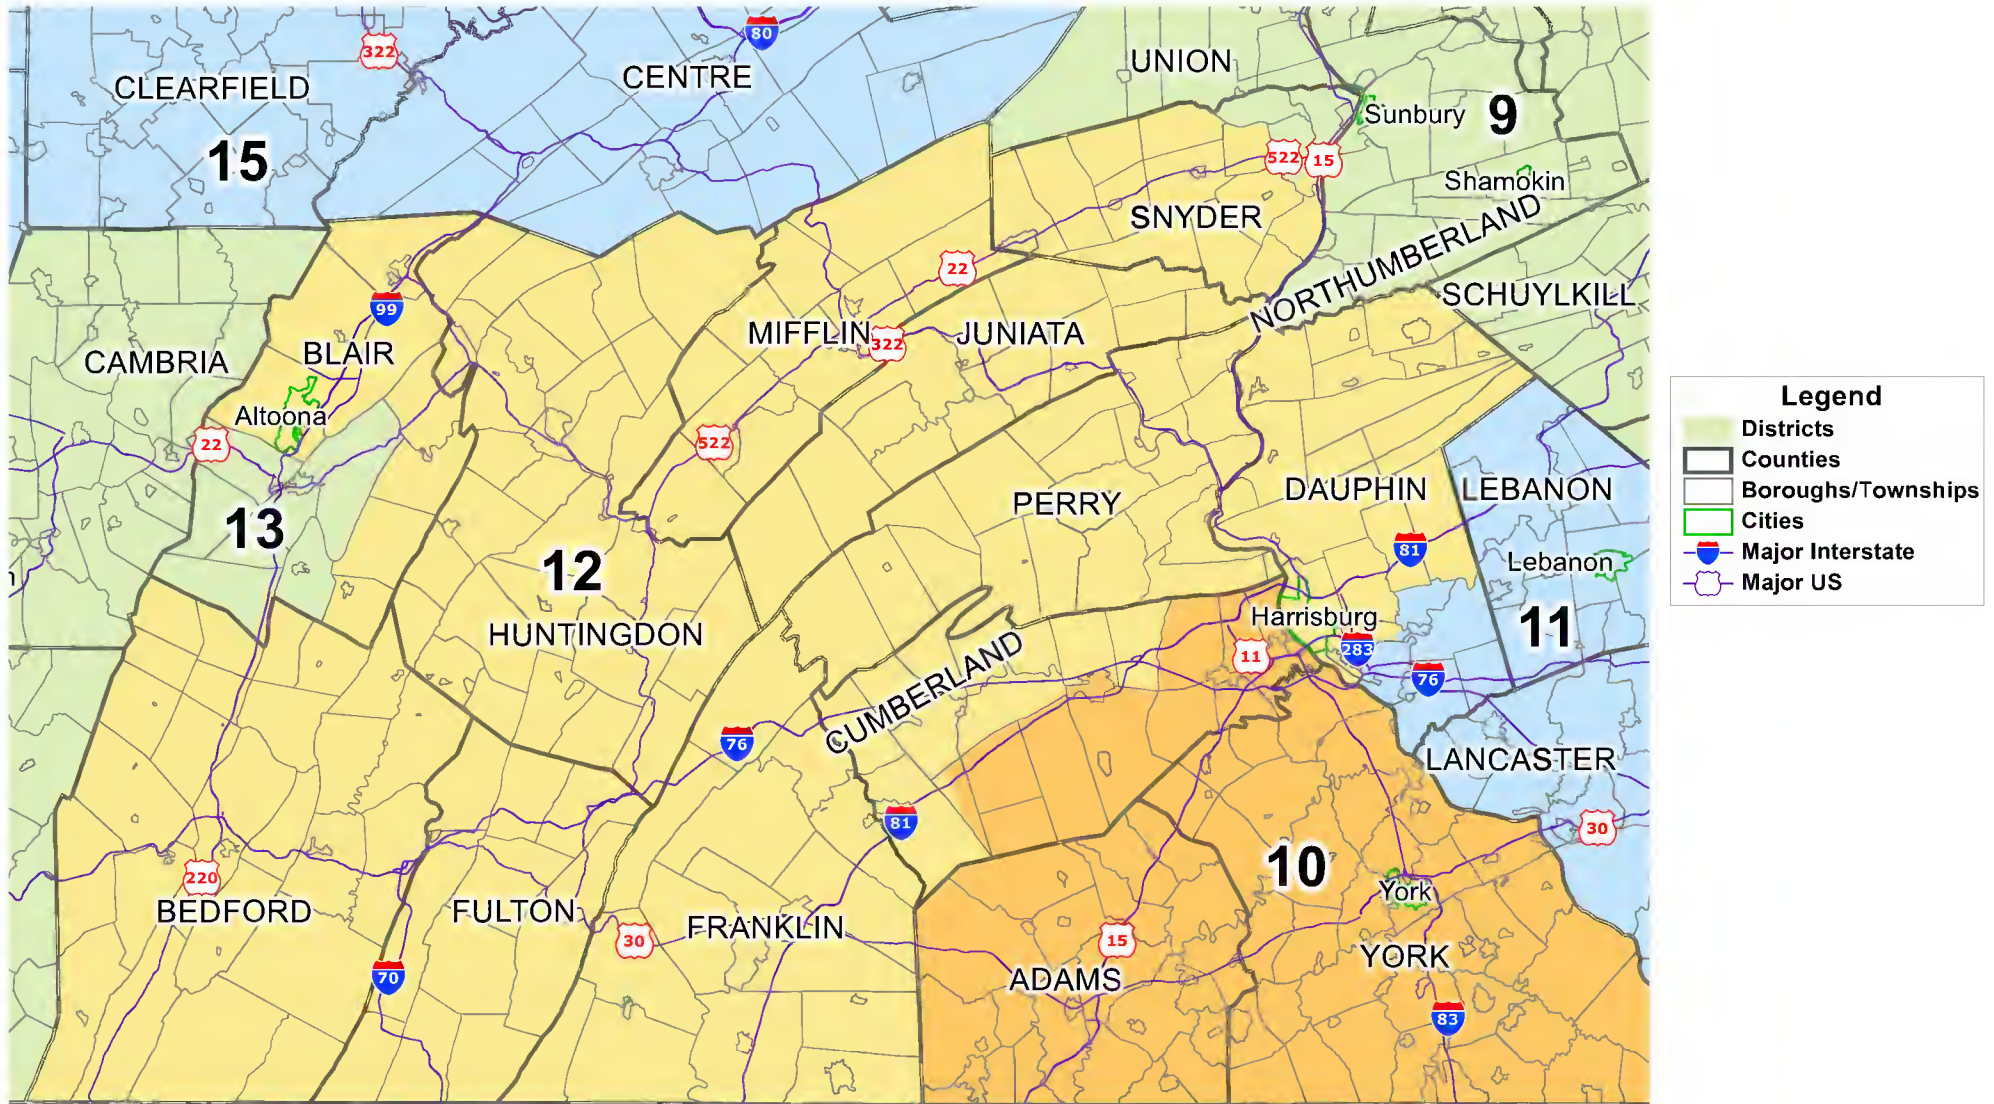 322
80
CLEARFIELD
CENTRE
UNION
15
Sunbury
9
522
15
Shamokin
SNYDER
NORTHUMBERLAND
22
99
SCHUYLKILL
MIFFLIN
322
JUNIATA
CAMBRIA
BLAIR
Altoona
22
522
13
PERRY
DAUPHIN
LEBANON
81
Lebanon
12
HUNTINGDON
Harrisburg
11
283
11
76
CUMBERLAND
76
LANCASTER
81
30
10
220
York
BEDFORD
FULTON
FRANKLIN
30
15
YORK
70
ADAMS
83
Legend
Districts
Counties
Boroughs/Townships
Cities
Major Interstate
Major US